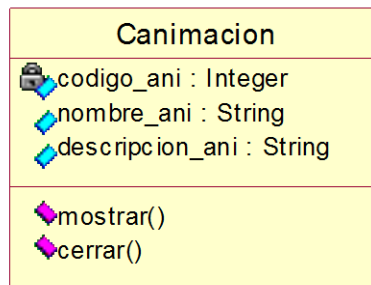 Canimacion
codigo_ani : Integer
nombre_ani : String
descripcion_ani : String
mostrar()
cerrar()